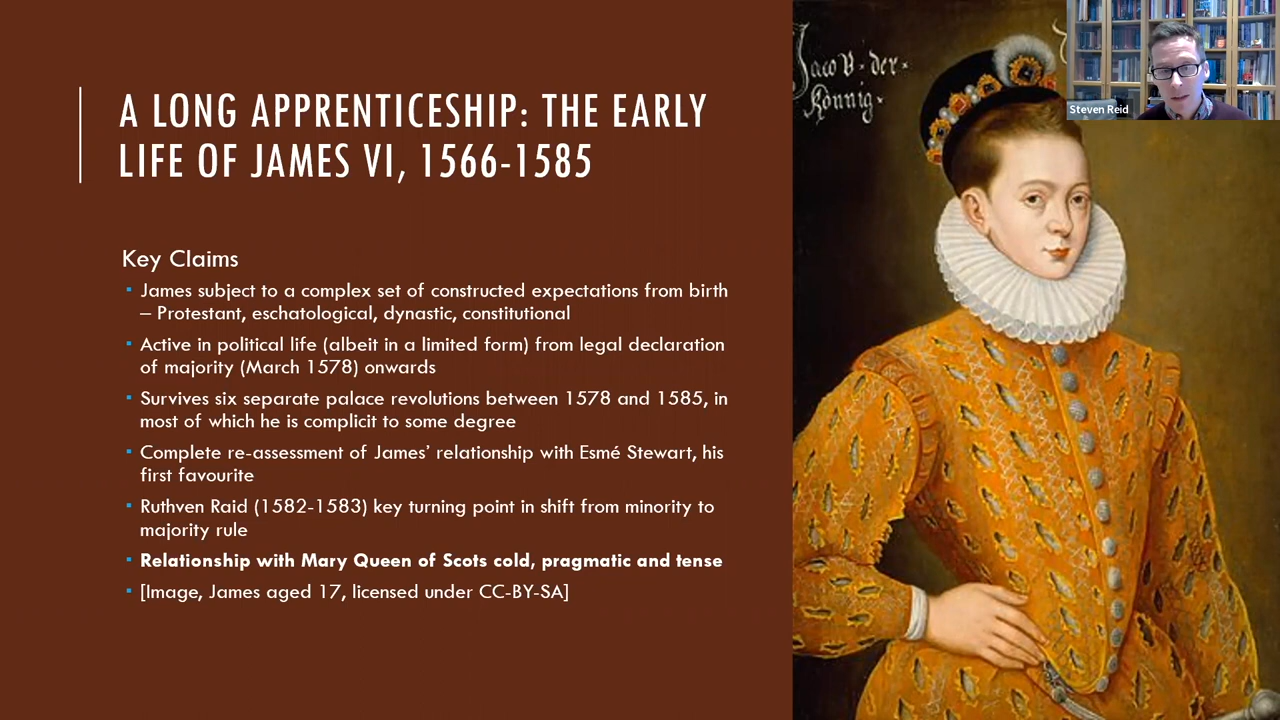 A LONG APPRENTICESHIP: THE EARLY
LIFE OF JAMES VI, 1566-1585
Key Claims
▪ James subject to a complex set of constructed expectations from birth
– Protestant, eschatological, dynastic, constitutional
▪ Active in political life (albeit in a limited form) from legal declaration
of majority (March 1578) onwards
▪ Survives six separate palace revolutions between 1578 and 1585, in
most of which he is complicit to some degree
▪ Complete re-assessment of James’ relationship with Esmé Stewart, his
first favourite
▪ Ruthven Raid (1582-1583) key turning point in shift from minority to
majority rule
▪ Relationship with Mary Queen of Scots cold, pragmatic and tense
▪ [Image, James aged 17, licensed under CC-BY-SA]
der
Könnig
Steven Reid